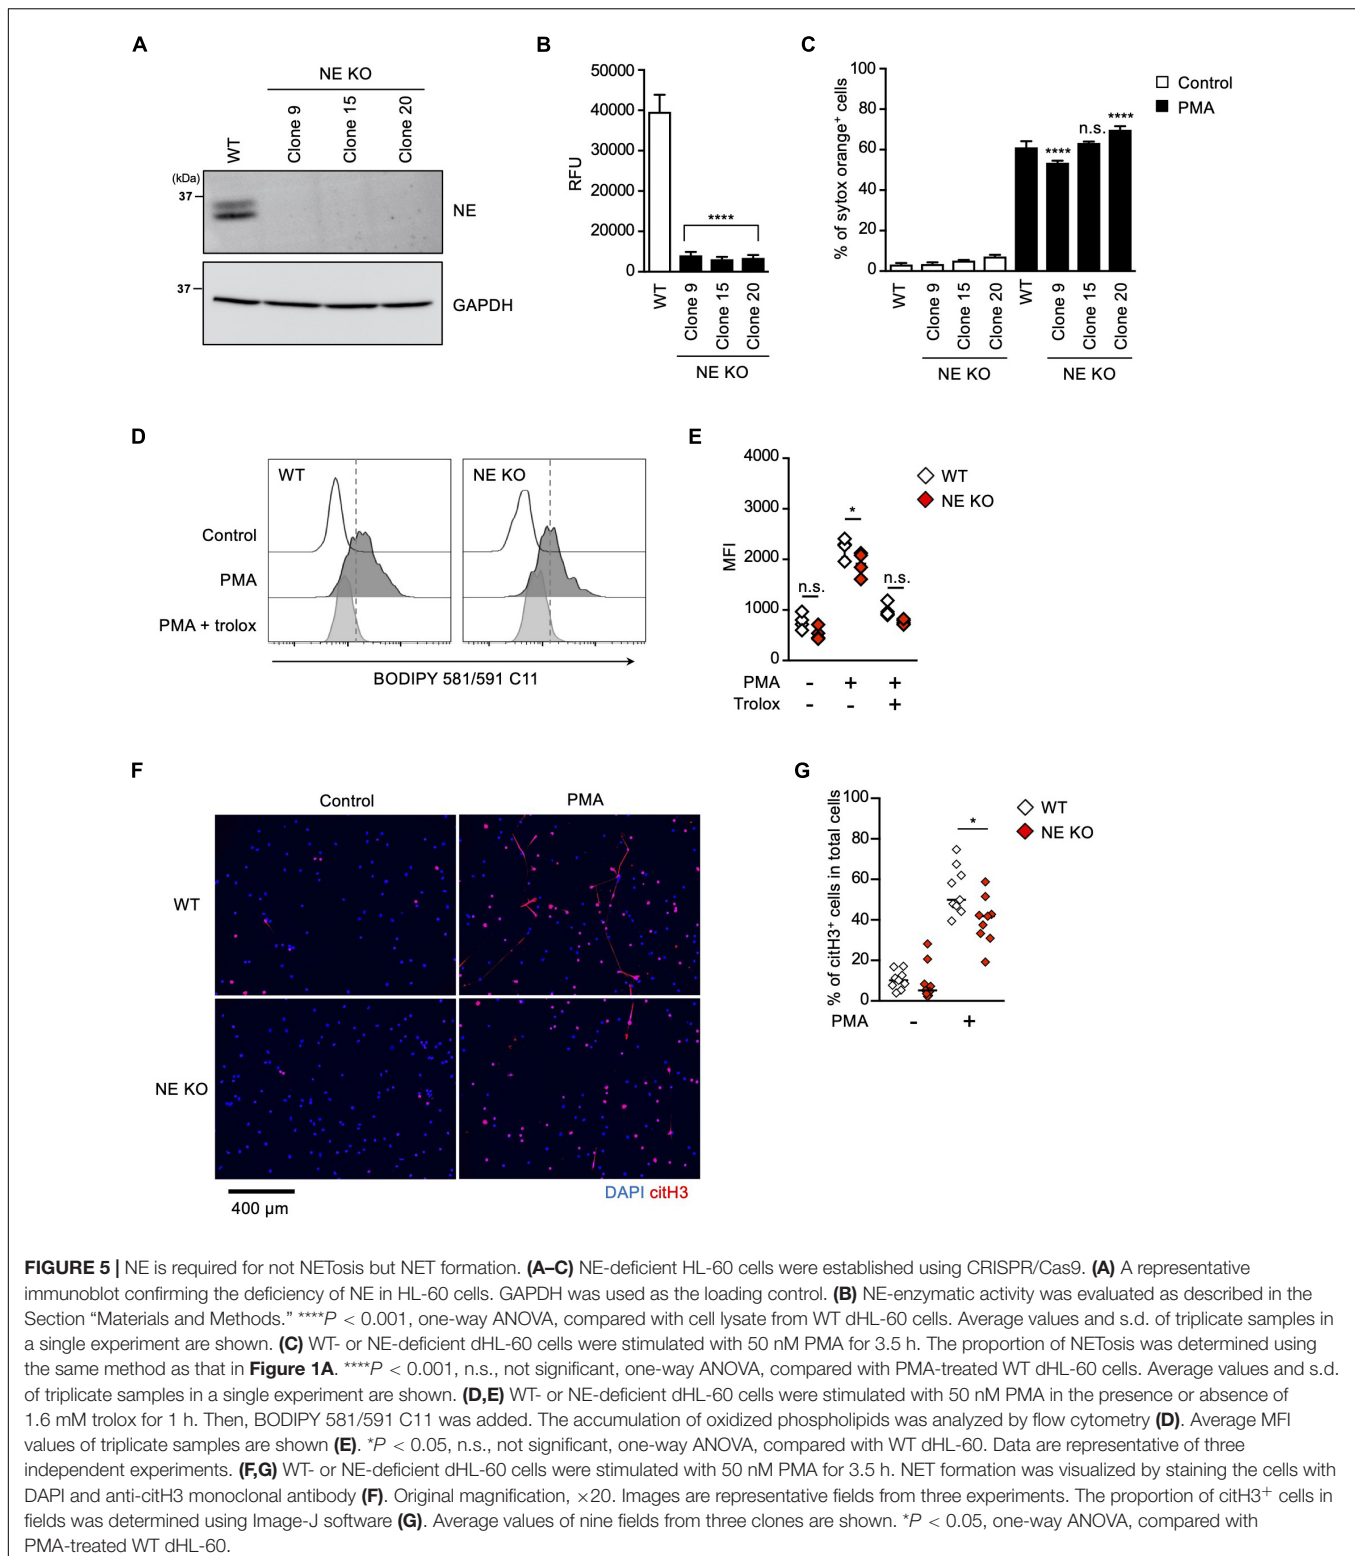 A
NE KO
WT
Clone 9
Clone 15
Clone 20
(kDa)
37
NE
37
GAPDH
B
50000
40000
30000
20000
20000
0
RFU
****
WT
Clone 9
Clone 15
Clone 20
NE KO
C
100
80
60
40
20
0
% of sytox orange+ cells
Control
PMA
****
n.s.
****
WT
Clone 9
Clone 15
Clone 20
WT
Clone 9
Clone 15
Clone 20
NE KO
NE KO
D
WT
NE KO
Control
PMA
PMA + trolox
BODIPY 581/591 C11
E
4000
3000
2000
1000
0
MFI
WT
NE KO
n.s.
*
n.s.
PMA - + +
Trolox - - +
F
Control
PMA
WT
NE KO
400 µm
DAPI citH3
G
100
80
60
40
20
0
% of citH3+ cells in total cells
WT
NE KO
*
PMA - +
FIGURE 5 | NE is required for not NETosis but NET formation. (A–C) NE-deficient HL-60 cells were established using CRISPR/Cas9. (A) A representative
immunoblot confirming the deficiency of NE in HL-60 cells. GAPDH was used as the loading control. (B) NE-enzymatic activity was evaluated as described in the
Section “Materials and Methods.” ****P < 0.001, one-way ANOVA, compared with cell lysate from WT dHL-60 cells. Average values and s.d. of triplicate samples in
a single experiment are shown. (C) WT- or NE-deficient dHL-60 cells were stimulated with 50 nM PMA for 3.5 h. The proportion of NETosis was determined using
the same method as that in Figure 1A. ****P < 0.001, n.s., not significant, one-way ANOVA, compared with PMA-treated WT dHL-60 cells. Average values and s.d.
of triplicate samples in a single experiment are shown. (D,E) WT- or NE-deficient dHL-60 cells were stimulated with 50 nM PMA in the presence or absence of
1.6 mM trolox for 1 h. Then, BODIPY 581/591 C11 was added. The accumulation of oxidized phospholipids was analyzed by flow cytometry (D). Average MFI
values of triplicate samples are shown (E). *P < 0.05, n.s., not significant, one-way ANOVA, compared with WT dHL-60. Data are representative of three
independent experiments. (F,G) WT- or NE-deficient dHL-60 cells were stimulated with 50 nM PMA for 3.5 h. NET formation was visualized by staining the cells with
DAPI and anti-citH3 monoclonal antibody (F). Original magnification, ×20. Images are representative fields from three experiments. The proportion of citH3+ cells in
fields was determined using Image-J software (G). Average values of nine fields from three clones are shown. *P < 0.05, one-way ANOVA, compared with
PMA-treated WT dHL-60.